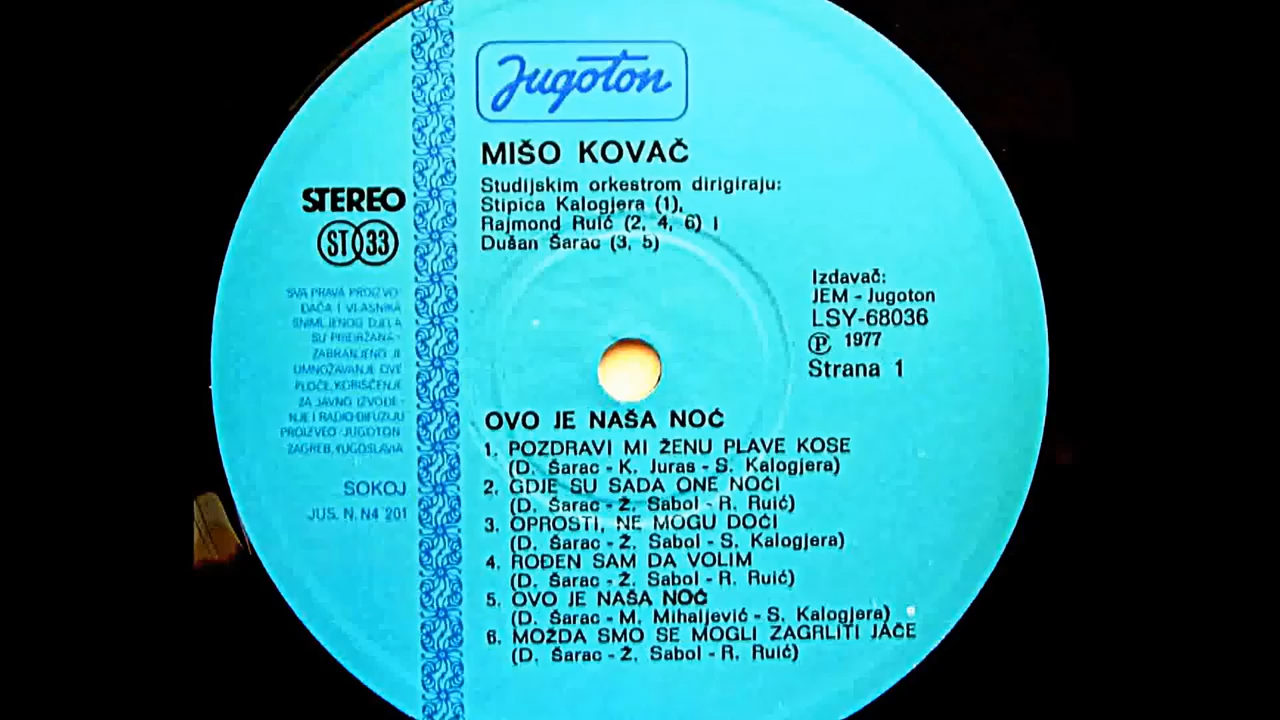 Jugoton
MIŠO KOVAČ
Studijskim orkestrom dirigiraju:
Stipica Kalogjera (1),
Rajmond Ruić (2, 4, 6) i
Dušan Šarac (3, 5)
STEREO
ST 33
SVA PRAVA PROIZVO-
ĐAČA I VLASNIKA
SNIMLJENOG DJELA
SU PRIDRŽANA -
ZABRANJENO JE
UMNOŽAVANJE OVE
PLOČE, KORIŠĆENJE
ZA JAVNO IZVOĐE-
NJE I RADIO-DIFUZIJU
PROIZVEO JUGOTON
ZAGREB, YUGOSLAVIA
SOKOJ
JUS. N. N4 201
Izdavač:
JEM - Jugoton
LSY-68036
Ⓟ 1977
Strana 1
OVO JE NAŠA NOĆ
1. POZDRAVI MI ŽENU PLAVE KOSE
(D. Šarac - K. Juras - S. Kalogjera)
2. GDJE SU SADA ONE NOĆI
(D. Šarac - Ž. Sabol - R. Ruić)
3. OPROSTI, NE MOGU DOĆI
(D. Šarac - Ž. Sabol - S. Kalogjera)
4. ROĐEN SAM DA VOLIM
(D. Šarac - Ž. Sabol - R. Ruić)
5. OVO JE NAŠA NOĆ
(D. Šarac - M. Mihaljević - S. Kalogjera)
6. MOŽDA SMO SE MOGLI ZAGRLITI JAČE
(D. Šarac - Ž. Sabol - R. Ruić)